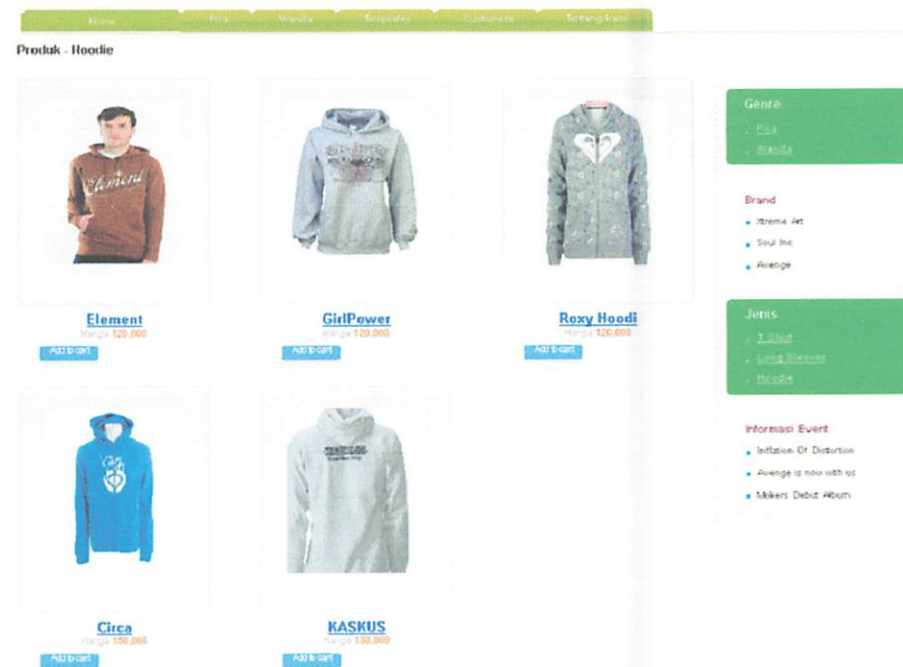 Home Pria Wanita Templates Customize Tentang Kami
Produk - Hoodie
Element
Element
Harga 120,000
Add to cart
GirlPower
Harga 120,000
Add to cart
Roxy Hoodi
Harga 120,000
Add to cart
Circa
Harga 150,000
Add to cart
KASKUS
Harga 130,000
Add to cart
Genre
Pria
Wanita
Brand
Xtreme Art
Soul Inc
Avenge
Jenis
T Shirt
Long Sleeves
Hoodie
Informasi Event
Inflation Of Distortion
Avenge is now with us
Mokers Debut Album